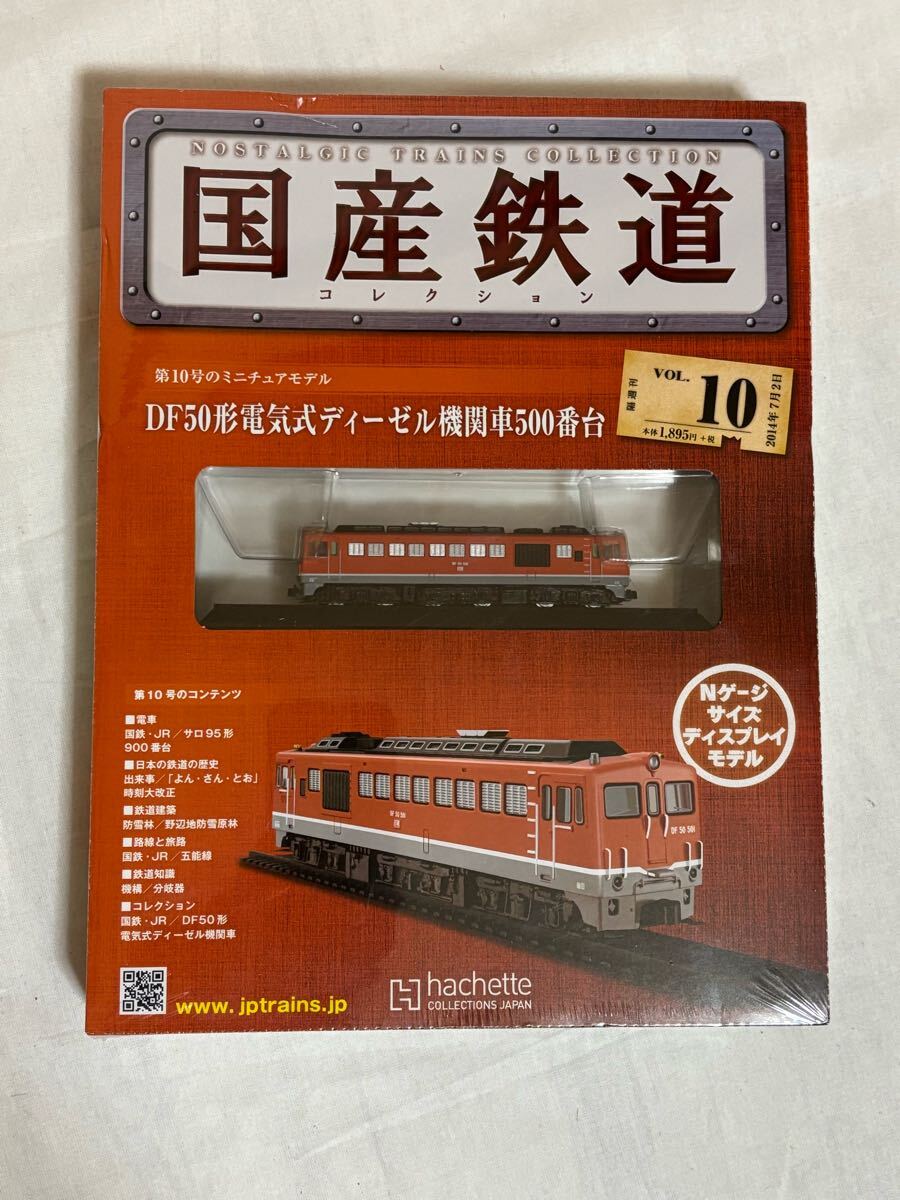 NOSTALGIC TRAINS COLLECTION
国産鉄道
コレクション
第10号のミニチュアモデル
DF50形電気式ディーゼル機関車500番台
隔週刊
VOL. 10
本体1,895円+税
2014年7月2日
第10号のコンテンツ
■電車
国鉄・JR/サロ95形
900番台
■日本の鉄道の歴史
出来事/「よん・さん・とお」
時刻大改正
■鉄道建築
防雪林/野辺地防雪原林
■路線と旅路
国鉄・JR/五能線
■鉄道知識
機構/分岐器
■コレクション
国鉄・JR/DF50形
電気式ディーゼル機関車
Nゲージ
サイズ
ディスプレイ
モデル
DF 50 501
DF 50 501
www.jptrains.jp
hachette
COLLECTIONS JAPAN